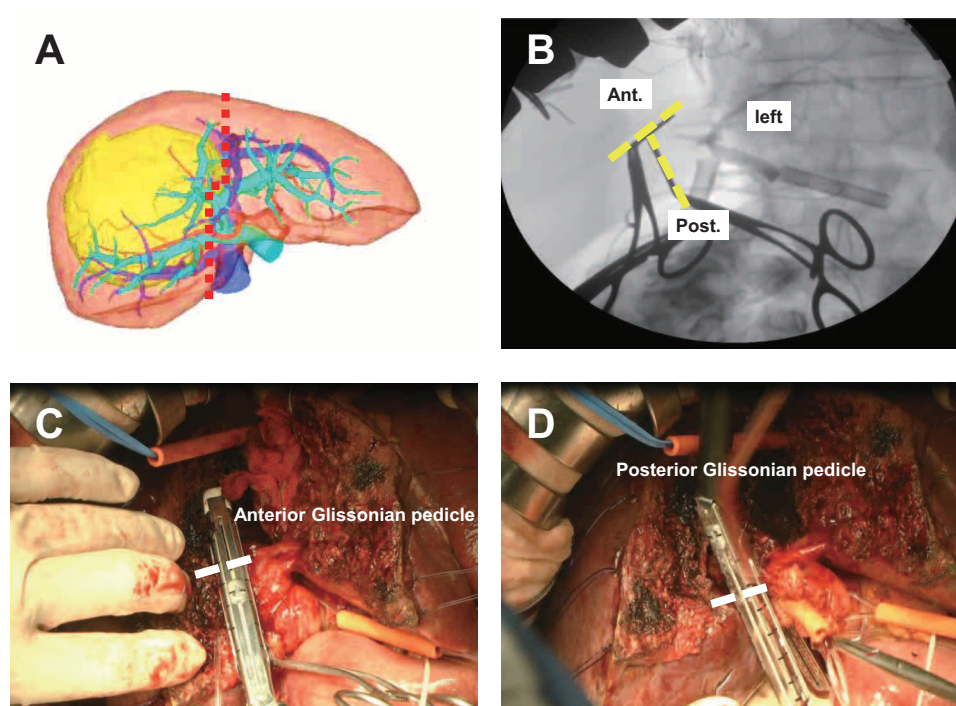 A
B
Ant.
left
Post.
C
Anterior Glissonian pedicle
D
Posterior Glissonian pedicle